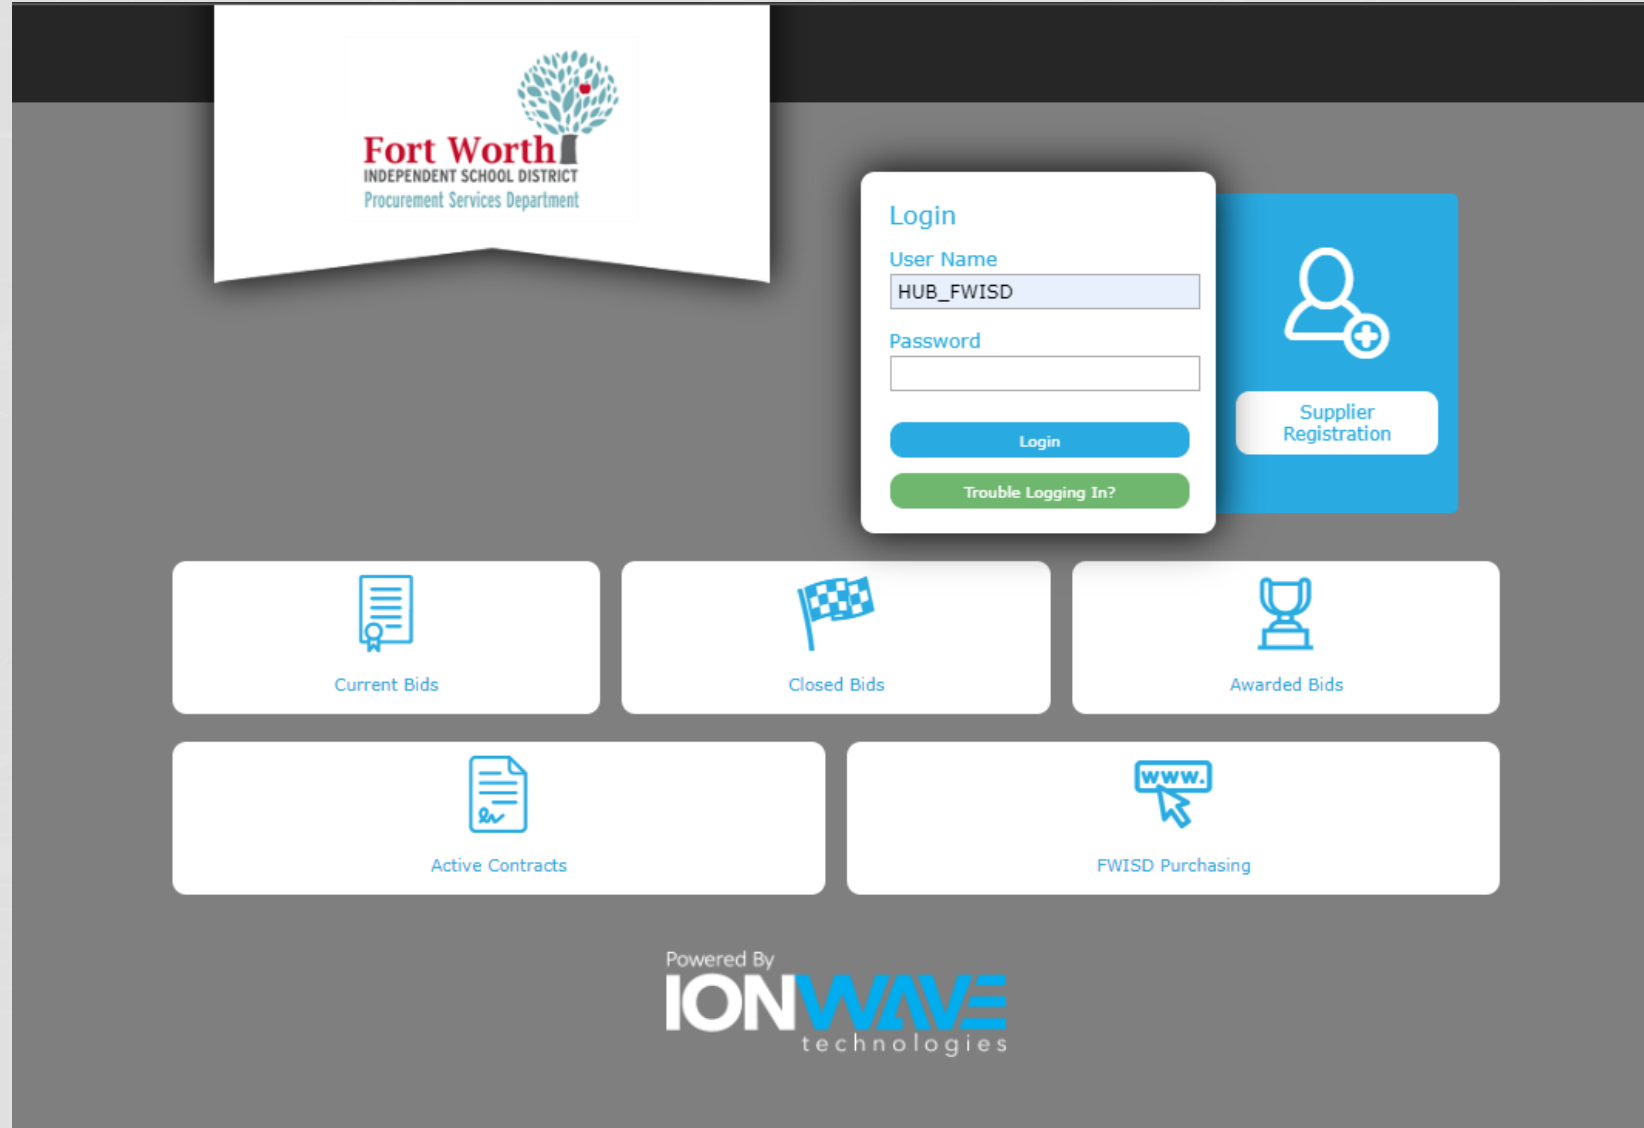 Fort Worth
INDEPENDENT SCHOOL DISTRICT
Procurement Services Department
Login
User Name
HUB_FWISD
Password
Login
Trouble Logging In?
Supplier
Registration
Current Bids
Closed Bids
Awarded Bids
Active Contracts
www.
FWISD Purchasing
Powered By
IONWAVE
technologies